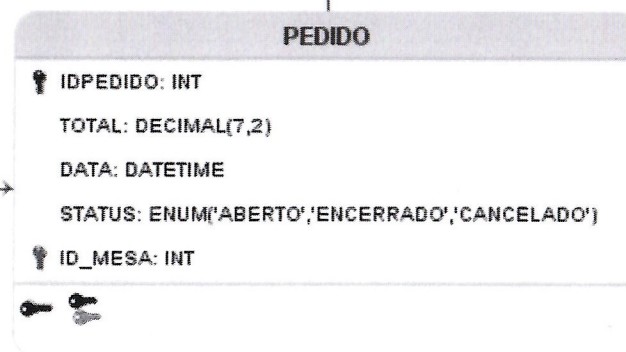 PEDIDO
IDPEDIDO: INT
TOTAL: DECIMAL(7,2)
DATA: DATETIME
STATUS: ENUM('ABERTO','ENCERRADO','CANCELADO')
ID_MESA: INT